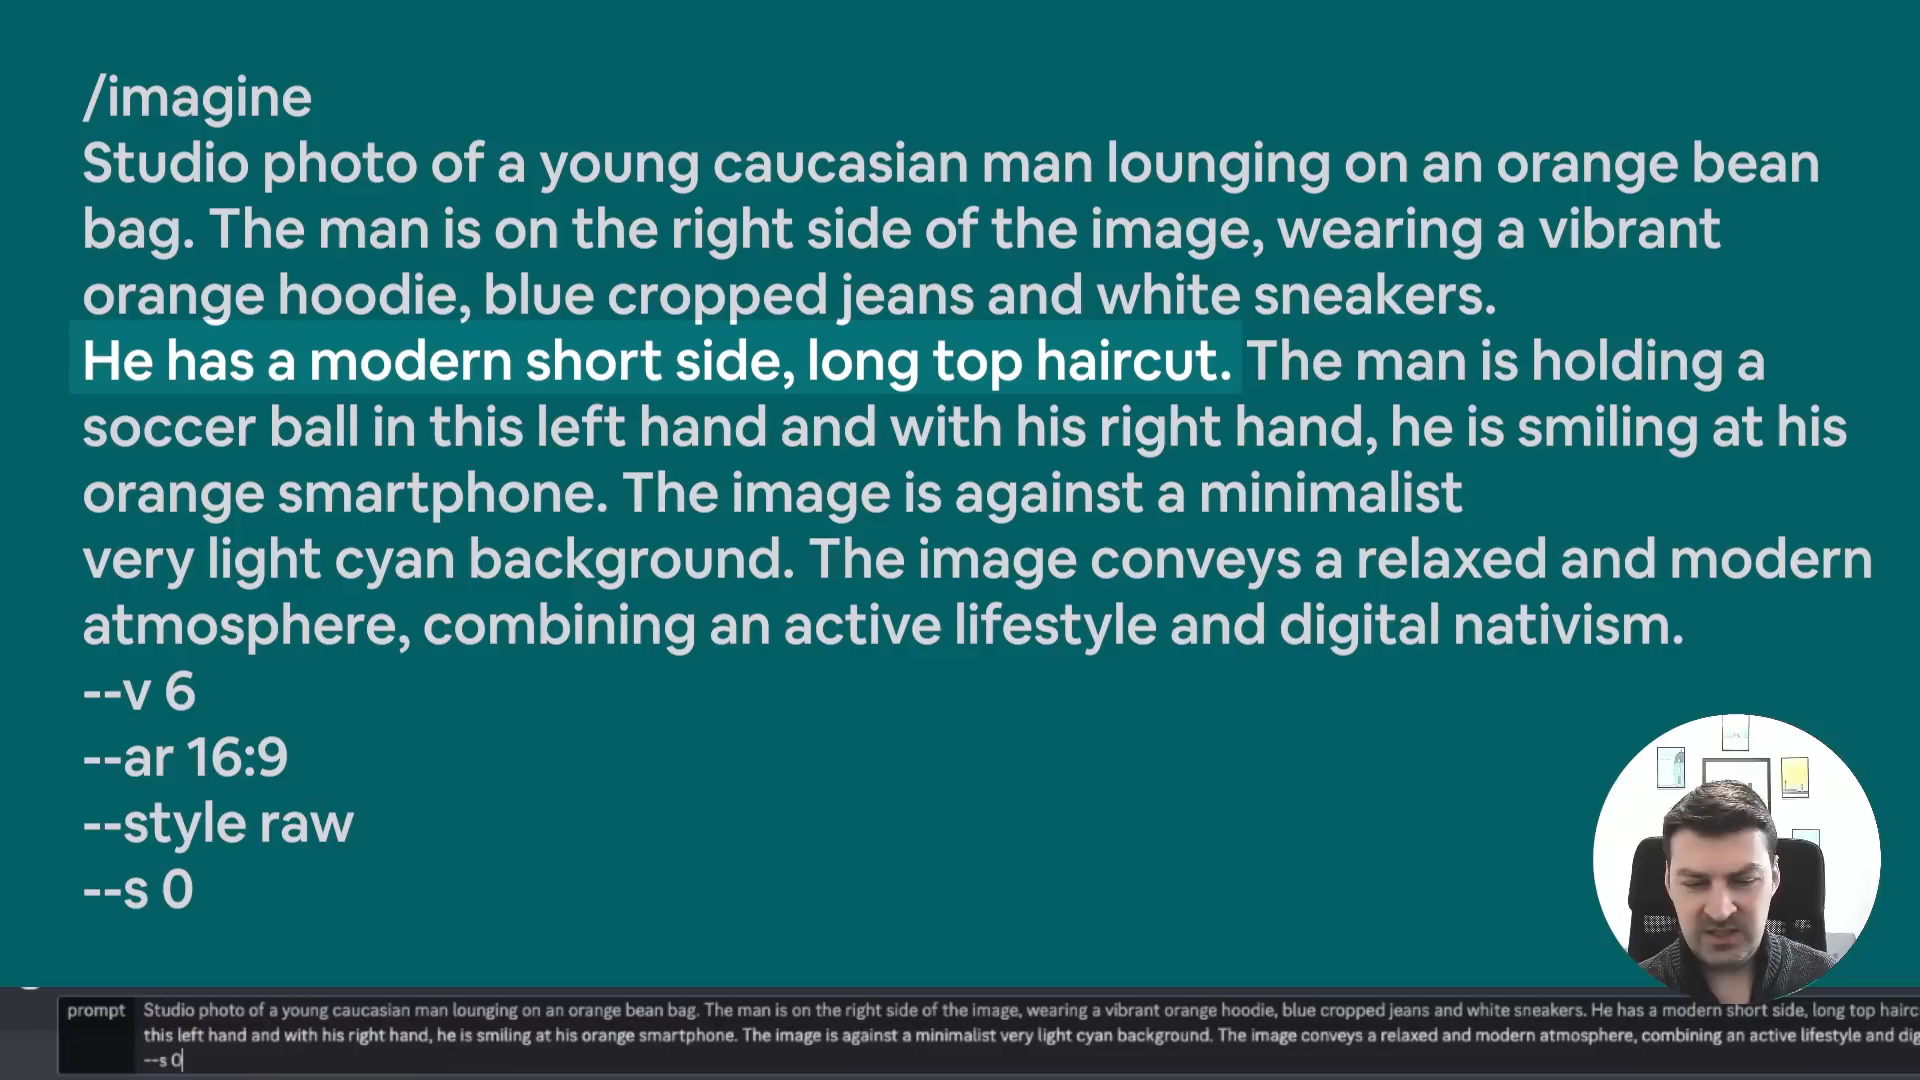 /imagine
Studio photo of a young caucasian man lounging on an orange bean
bag. The man is on the right side of the image, wearing a vibrant
orange hoodie, blue cropped jeans and white sneakers.
He has a modern short side, long top haircut. The man is holding a
soccer ball in this left hand and with his right hand, he is smiling at his
orange smartphone. The image is against a minimalist
very light cyan background. The image conveys a relaxed and modern
atmosphere, combining an active lifestyle and digital nativism.
--v 6
--ar 16:9
--style raw
--s 0
prompt Studio photo of a young caucasian man lounging on an orange bean bag. The man is on the right side of the image, wearing a vibrant orange hoodie, blue cropped jeans and white sneakers. He has a modern short side, long top hairc
this left hand and with his right hand, he is smiling at his orange smartphone. The image is against a minimalist very light cyan background. The image conveys a relaxed and modern atmosphere, combining an active lifestyle and dig
--s 0